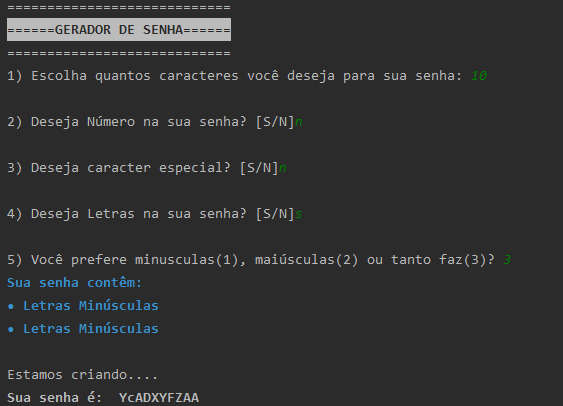 ============================
======GERADOR DE SENHA======
============================
1) Escolha quantos caracteres você deseja para sua senha: 10
2) Deseja Número na sua senha? [S/N]n
3) Deseja caracter especial? [S/N]n
4) Deseja Letras na sua senha? [S/N]s
5) Você prefere minusculas(1), maiúsculas(2) ou tanto faz(3)? 3
Sua senha contêm:
• Letras Minúsculas
• Letras Minúsculas
Estamos criando....
Sua senha é:  YcADXYFZAA